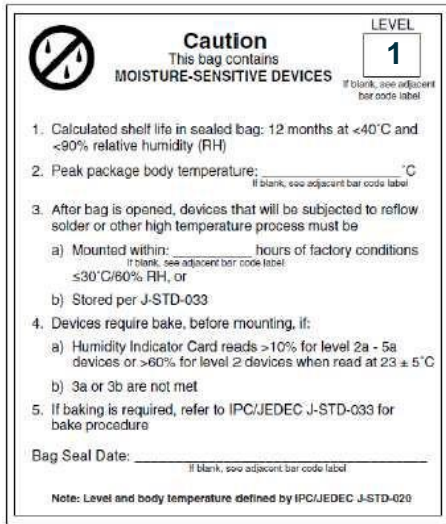 LEVEL
Caution
1
This bag contains
MOISTURE-SENSITIVE DEVICES
If blank, see adjacent
bar code label
1. Calculated shelf life in sealed bag: 12 months at <40°C and
<90% relative humidity (RH)
2. Peak package body temperature: ________________ °C
If blank, see adjacent bar code label
3. After bag is opened, devices that will be subjected to reflow
solder or other high temperature process must be
a) Mounted within: _________ hours of factory conditions
If blank, see adjacent bar code label
≤30°C/60% RH, or
b) Stored per J-STD-033
4. Devices require bake, before mounting, if:
a) Humidity Indicator Card reads >10% for level 2a - 5a
devices or >60% for level 2 devices when read at 23 ± 5°C
b) 3a or 3b are not met
5. If baking is required, refer to IPC/JEDEC J-STD-033 for
bake procedure
Bag Seal Date: ______________________________
If blank, see adjacent bar code label
Note: Level and body temperature defined by IPC/JEDEC J-STD-020